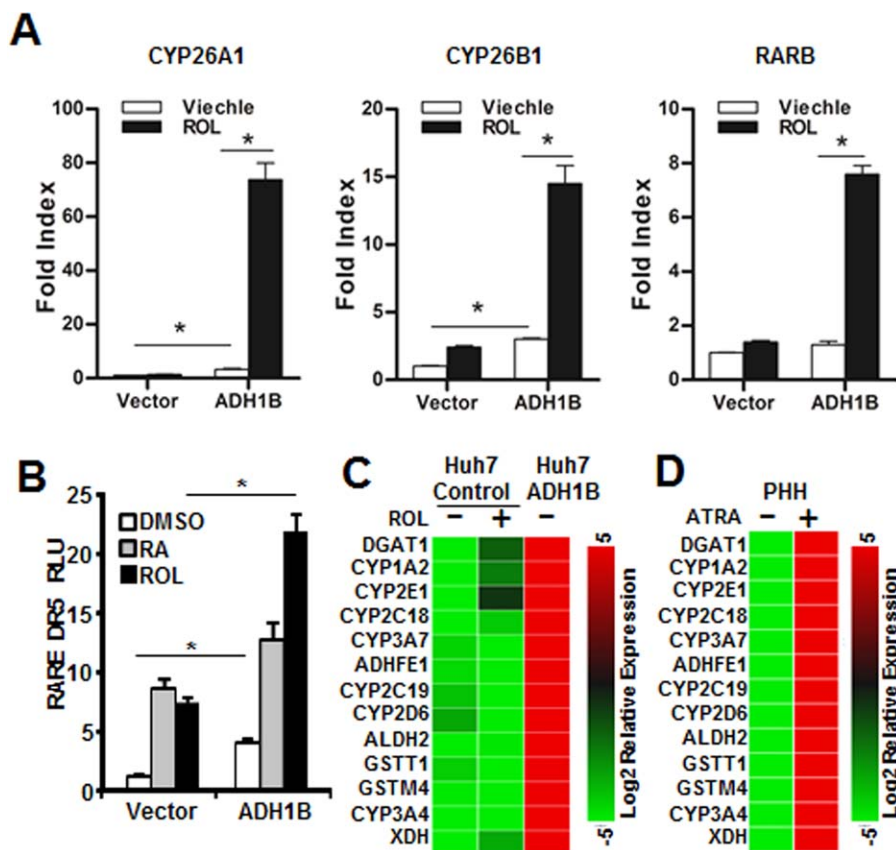 A
CYP26A1
CYP26B1
RARB
Fold Index
100
80
60
40
20
0
Viechle
ROL
*
*
Vector
ADH1B
Fold Index
20
15
10
5
0
Viechle
ROL
*
*
Vector
ADH1B
Fold Index
10
8
6
4
2
0
Viechle
ROL
*
Vector
ADH1B
B
RARE DR5 RLU
25
20
15
10
5
0
DMSO
RA
ROL
*
*
Vector
ADH1B
C
Huh7 Huh7
Control ADH1B
ROL − + −
DGAT1
CYP1A2
CYP2E1
CYP2C18
CYP3A7
ADHFE1
CYP2C19
CYP2D6
ALDH2
GSTT1
GSTM4
CYP3A4
XDH
5
-5
Log2 Relative Expression
D
PHH
ATRA − +
DGAT1
CYP1A2
CYP2E1
CYP2C18
CYP3A7
ADHFE1
CYP2C19
CYP2D6
ALDH2
GSTT1
GSTM4
CYP3A4
XDH
5
-5
Log2 Relative Expression